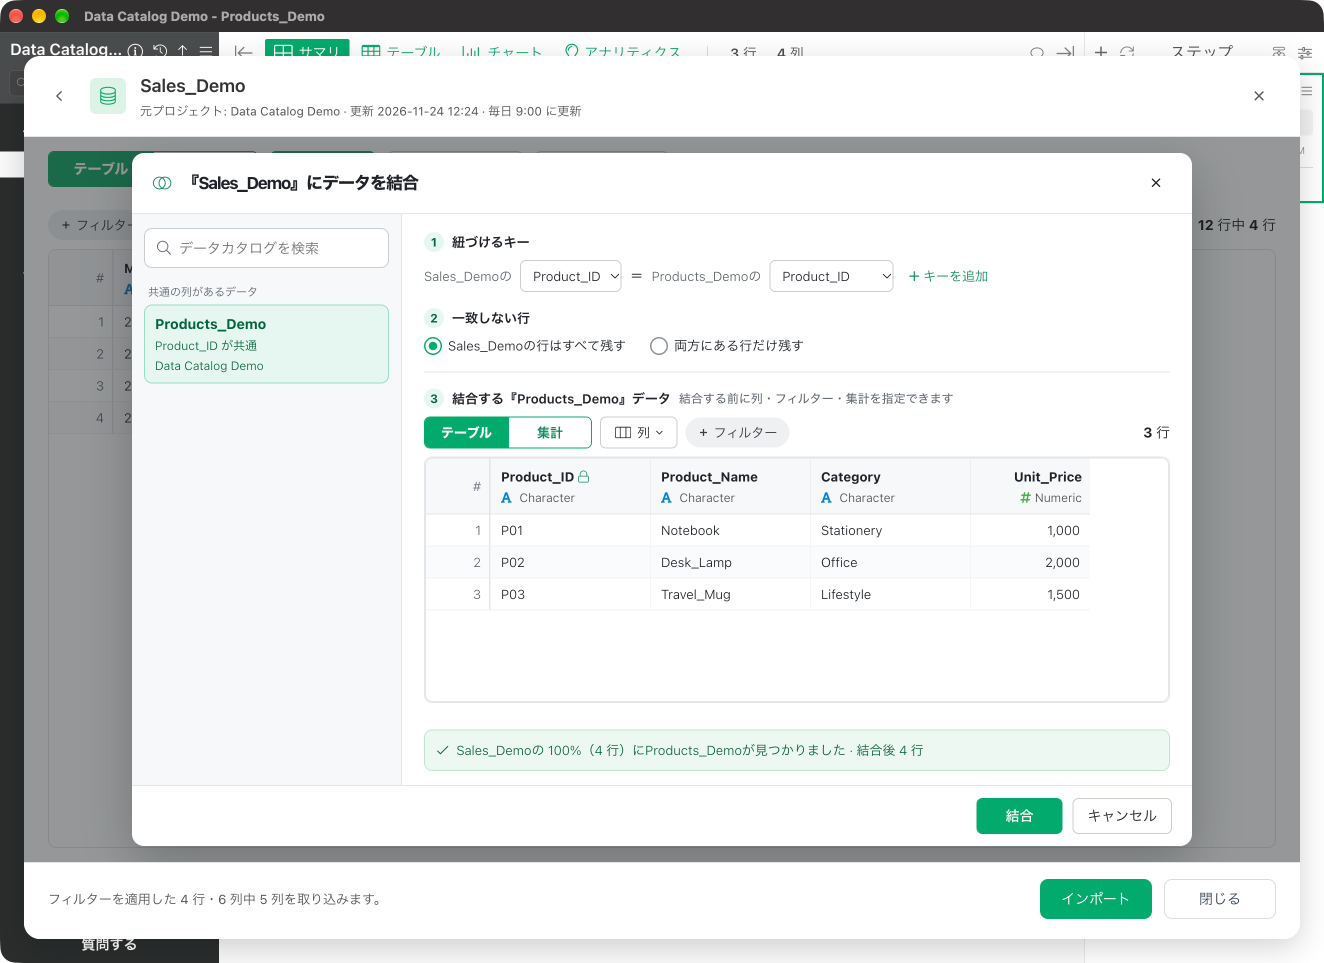 Data Catalog Demo - Products_Demo
Data Catalog...
サマリ
テーブル
チャート
アナリティクス
3 行 4 列
ステップ
Sales_Demo
元プロジェクト: Data Catalog Demo · 更新 2026-11-24 12:24 · 毎日 9:00 に更新
テーブル
+ フィルター
12 行中 4 行
#
M
A
1 2
2 2
3 2
4 2
『Sales_Demo』にデータを結合
データカタログを検索
共通の列があるデータ
Products_Demo
Product_ID が共通
Data Catalog Demo
1 紐づけるキー
Sales_Demoの Product_ID = Products_Demoの Product_ID + キーを追加
2 一致しない行
Sales_Demoの行はすべて残す 両方にある行だけ残す
3 結合する『Products_Demo』データ 結合する前に列・フィルター・集計を指定できます
テーブル 集計 列 + フィルター 3 行
# Product_ID Product_Name Category Unit_Price
A Character A Character A Character # Numeric
1 P01 Notebook Stationery 1,000
2 P02 Desk_Lamp Office 2,000
3 P03 Travel_Mug Lifestyle 1,500
Sales_Demoの 100%（4 行）にProducts_Demoが見つかりました · 結合後 4 行
結合 キャンセル
フィルターを適用した 4 行・6 列中 5 列を取り込みます。
インポート 閉じる
質問する